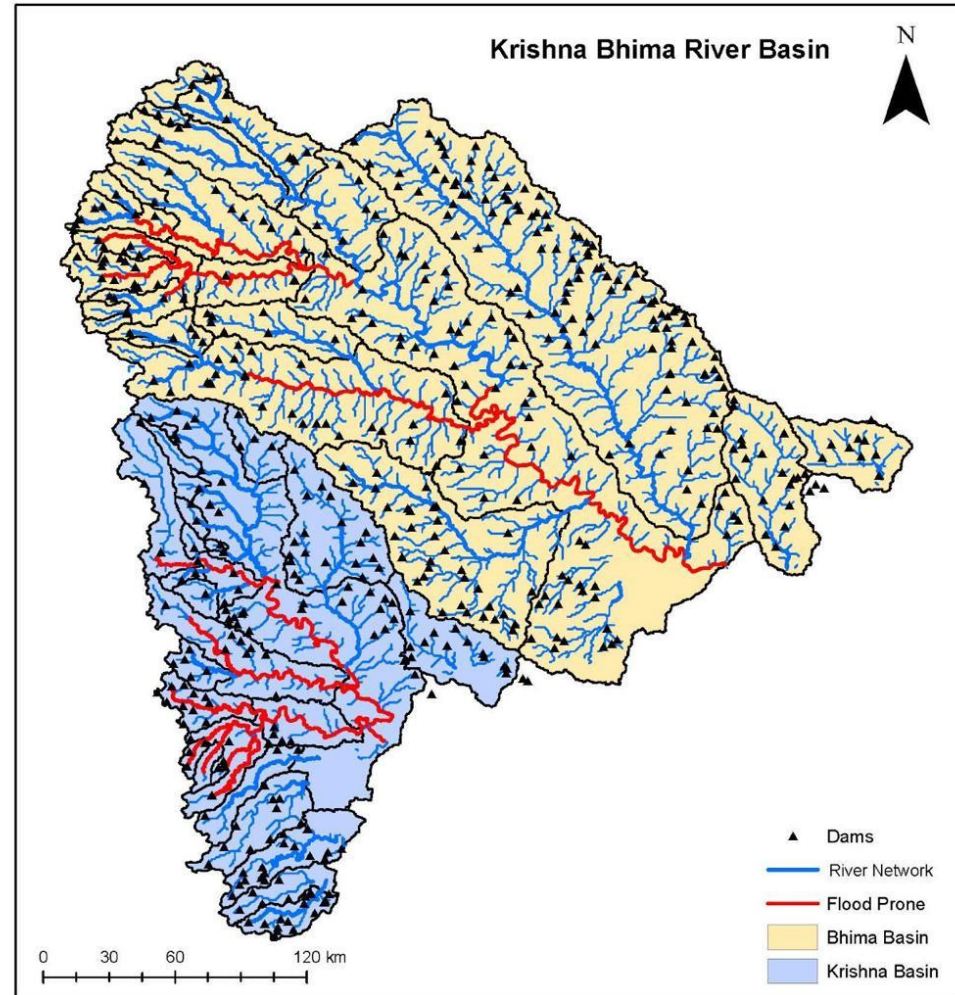 Krishna Bhima River Basin
N
Dams
River Network
Flood Prone
Bhima Basin
Krishna Basin
0 30 60 120 km